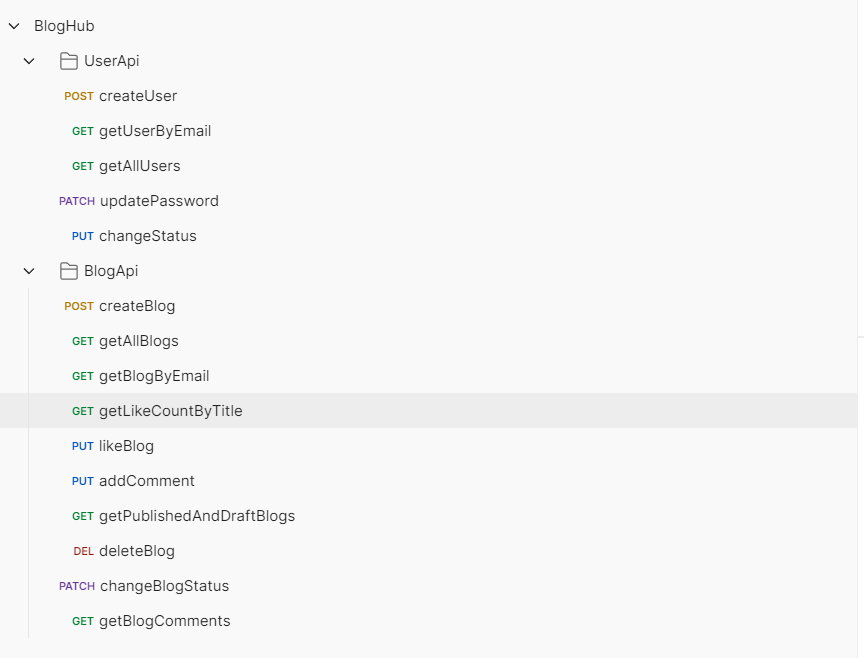 BlogHub
UserApi
POST createUser
GET getUserByEmail
GET getAllUsers
PATCH updatePassword
PUT changeStatus
BlogApi
POST createBlog
GET getAllBlogs
GET getBlogByEmail
GET getLikeCountByTitle
PUT likeBlog
PUT addComment
GET getPublishedAndDraftBlogs
DEL deleteBlog
PATCH changeBlogStatus
GET getBlogComments